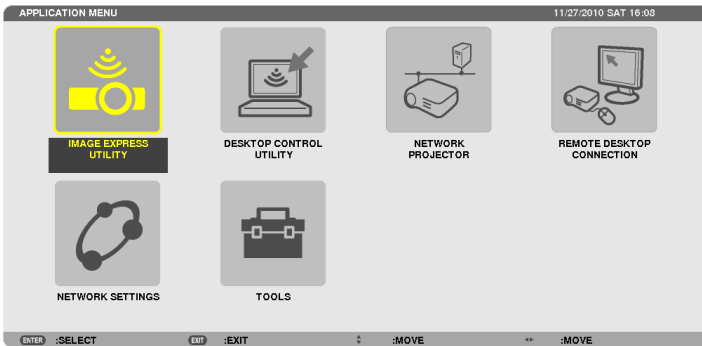 APPLICATION MENU 11/27/2010 SAT 16:08
IMAGE EXPRESS
UTILITY
DESKTOP CONTROL
UTILITY
NETWORK
PROJECTOR
REMOTE DESKTOP
CONNECTION
NETWORK SETTINGS
TOOLS
ENTER :SELECT EXIT :EXIT :MOVE :MOVE